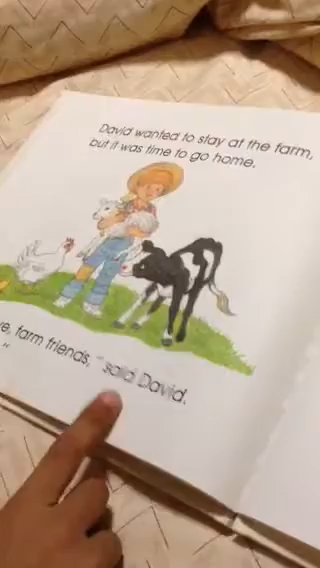 David wanted to stay at the farm,
but it was time to go home.
farm friends," said David.
"